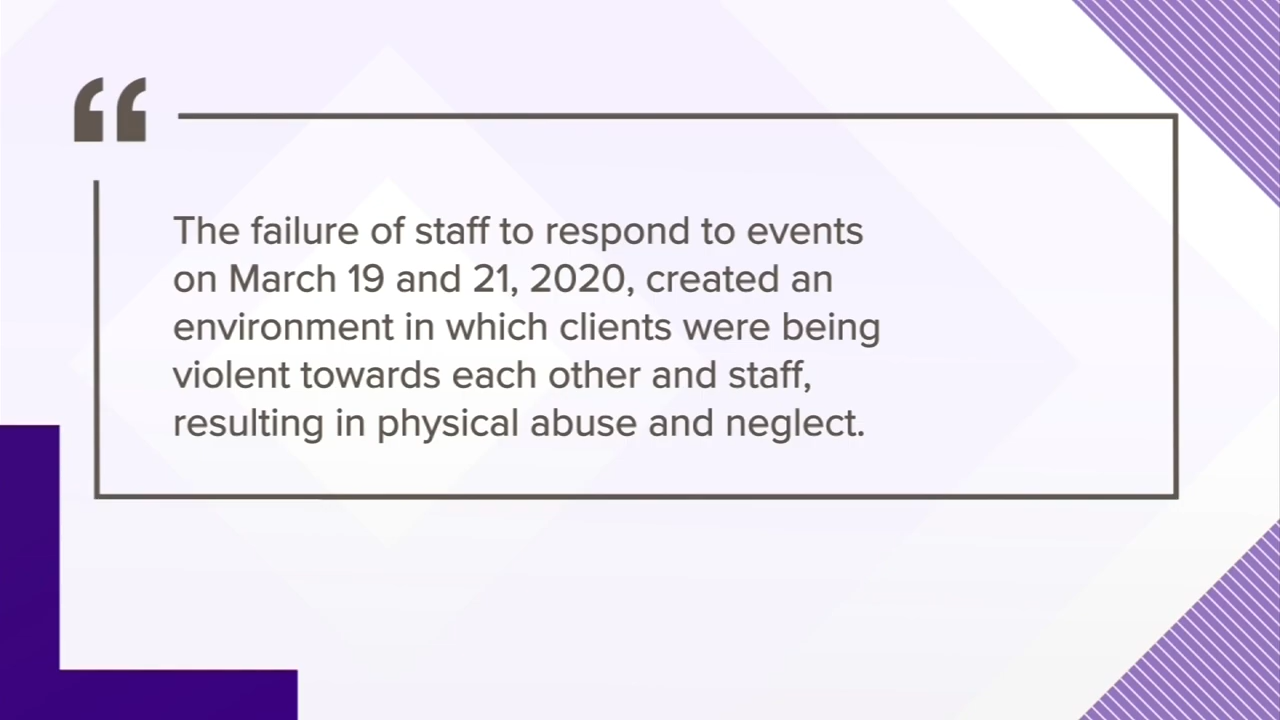 “
The failure of staff to respond to events
on March 19 and 21, 2020, created an
environment in which clients were being
violent towards each other and staff,
resulting in physical abuse and neglect.